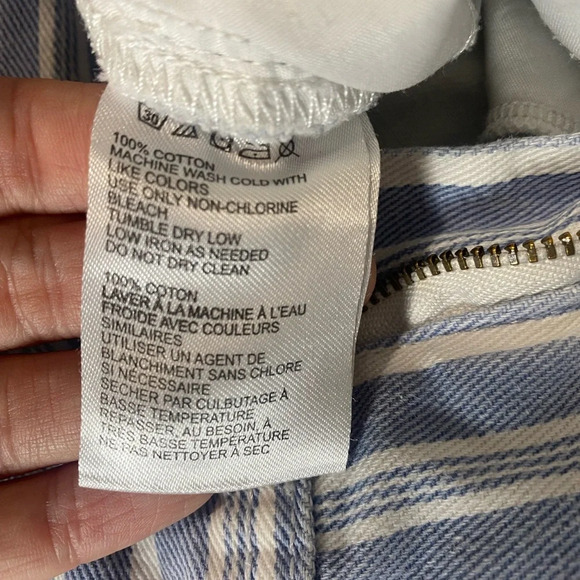 30
100% COTTON
MACHINE WASH COLD WITH
LIKE COLORS
USE ONLY NON-CHLORINE
BLEACH
TUMBLE DRY LOW
LOW IRON AS NEEDED
DO NOT DRY CLEAN
100% COTON
LAVER À LA MACHINE À L'EAU
FROIDE AVEC COULEURS
SIMILAIRES
UTILISER UN AGENT DE
BLANCHIMENT SANS CHLORE
SI NÉCESSAIRE
SECHER PAR CULBUTAGE À
BASSE TEMPÉRATURE
REPASSER, AU BESOIN, À
TRÈS BASSE TEMPÉRATURE
NE PAS NETTOYER À SEC